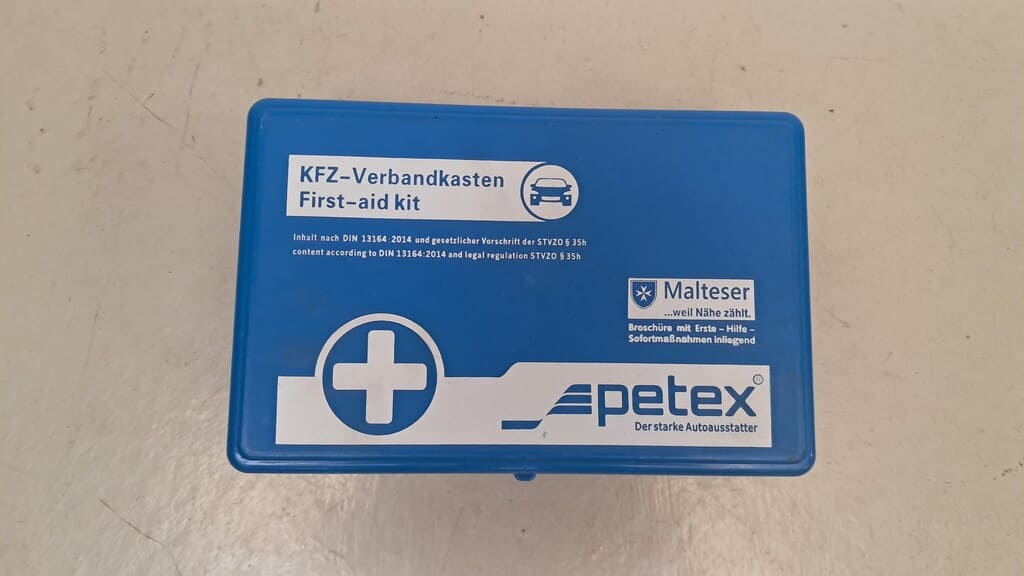 KFZ-Verbandkasten
First-aid kit
Inhalt nach DIN 13164:2014 und gesetzlicher Vorschrift der STVZO § 35h
content according to DIN 13164:2014 and legal regulation STVZO § 35h
Malteser
...weil Nähe zählt.
Broschüre mit Erste - Hilfe -
Sofortmaßnahmen inliegend
petex®
Der starke Autoausstatter